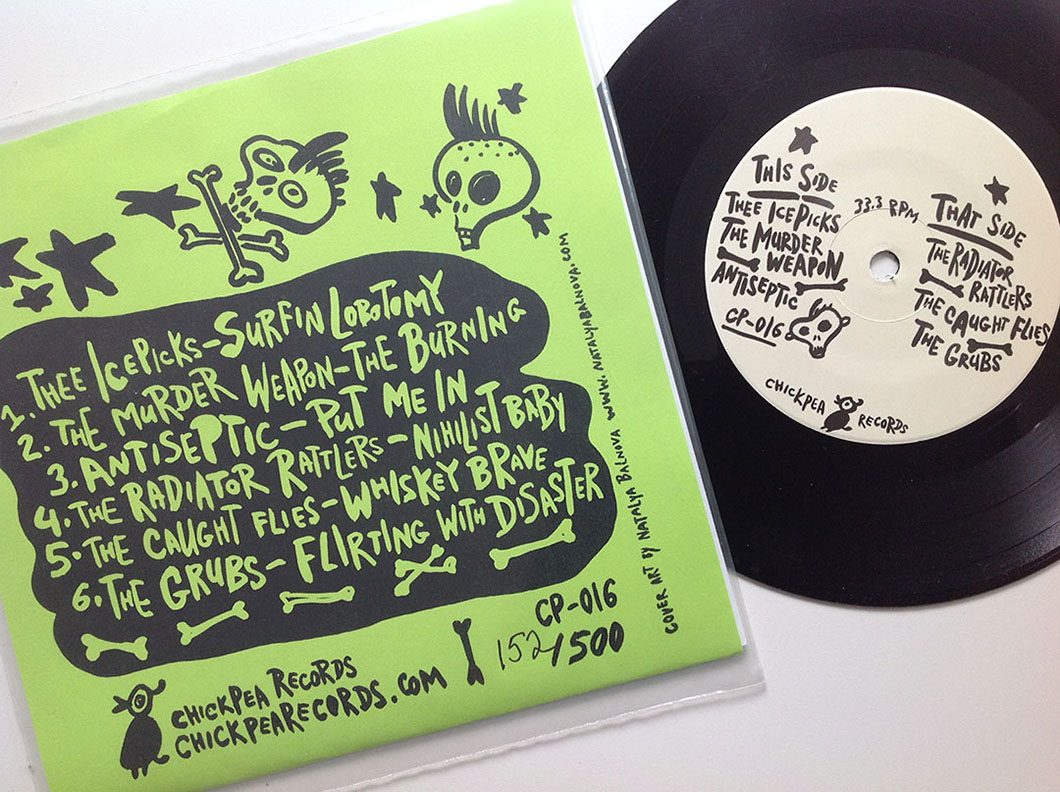 1. THEE ICEPICKS-SURFIN LOBOTOMY
2. THE MURDER WEAPON-THE BURNING
3. ANTISEPTIC-PUT ME IN
4. THE RADIATOR RATTLERS-NIHILIST BABY
5. THE CAUGHT FLIES-WHISKEY BRAVE
6. THE GRUBS-FLIRTING WITH DISASTER
CHICKPEA RECORDS
CHICKPEARECORDS.COM
CP-016
152/500
COVER ART BY NATALYA BALNOVA WWW.NATALYABALNOVA.COM
THIS SIDE
THEE ICEPICKS
THE MURDER
WEAPON
ANTISEPTIC
CP-016
33.3 RPM
THAT SIDE
THE RADIATOR
RATTLERS
THE CAUGHT FLIES
THE GRUBS
CHICKPEA RECORDS